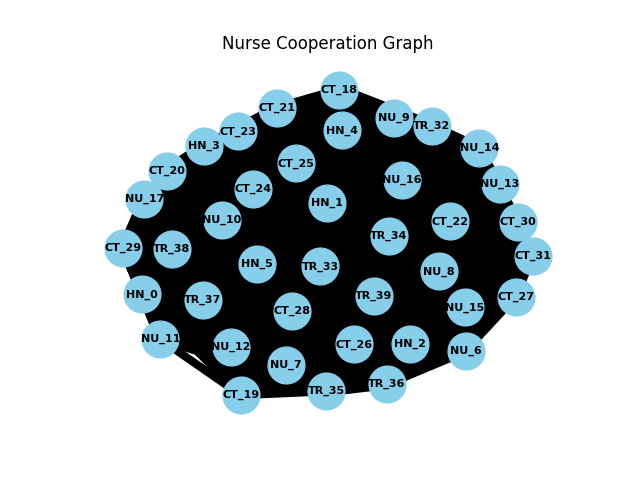 Nurse Cooperation Graph
CT_18
CT_21
NU_9
TR_32
CT_23
HN_4
HN_3
NU_14
CT_25
CT_20
NU_16
NU_13
CT_24
NU_17
HN_1
NU_10
CT_22
CT_30
TR_34
CT_29
TR_38
CT_31
HN_5
TR_33
NU_8
HN_0
TR_37
TR_39
CT_27
NU_15
CT_28
NU_11
NU_12
CT_26
HN_2
NU_6
NU_7
TR_36
TR_35
CT_19